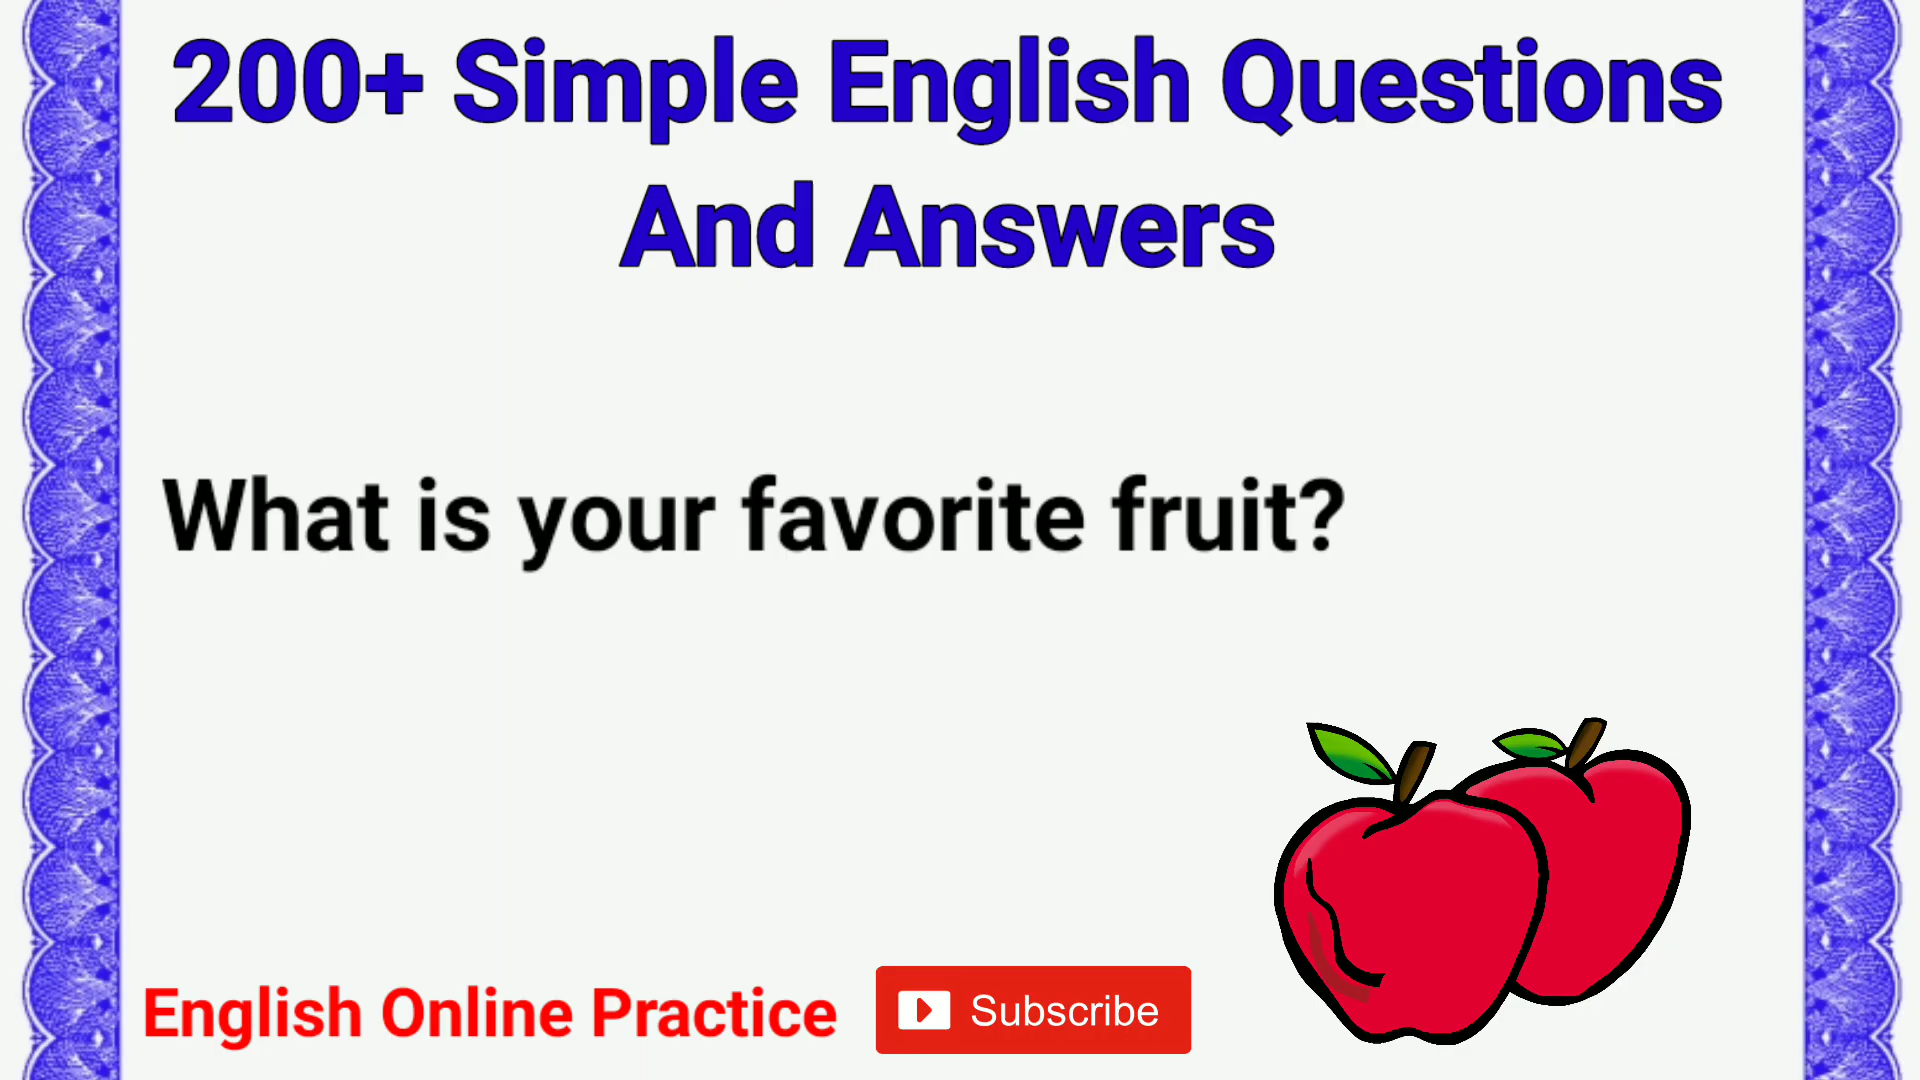 200+ Simple English Questions
And Answers
What is your favorite fruit?
English Online Practice
Subscribe